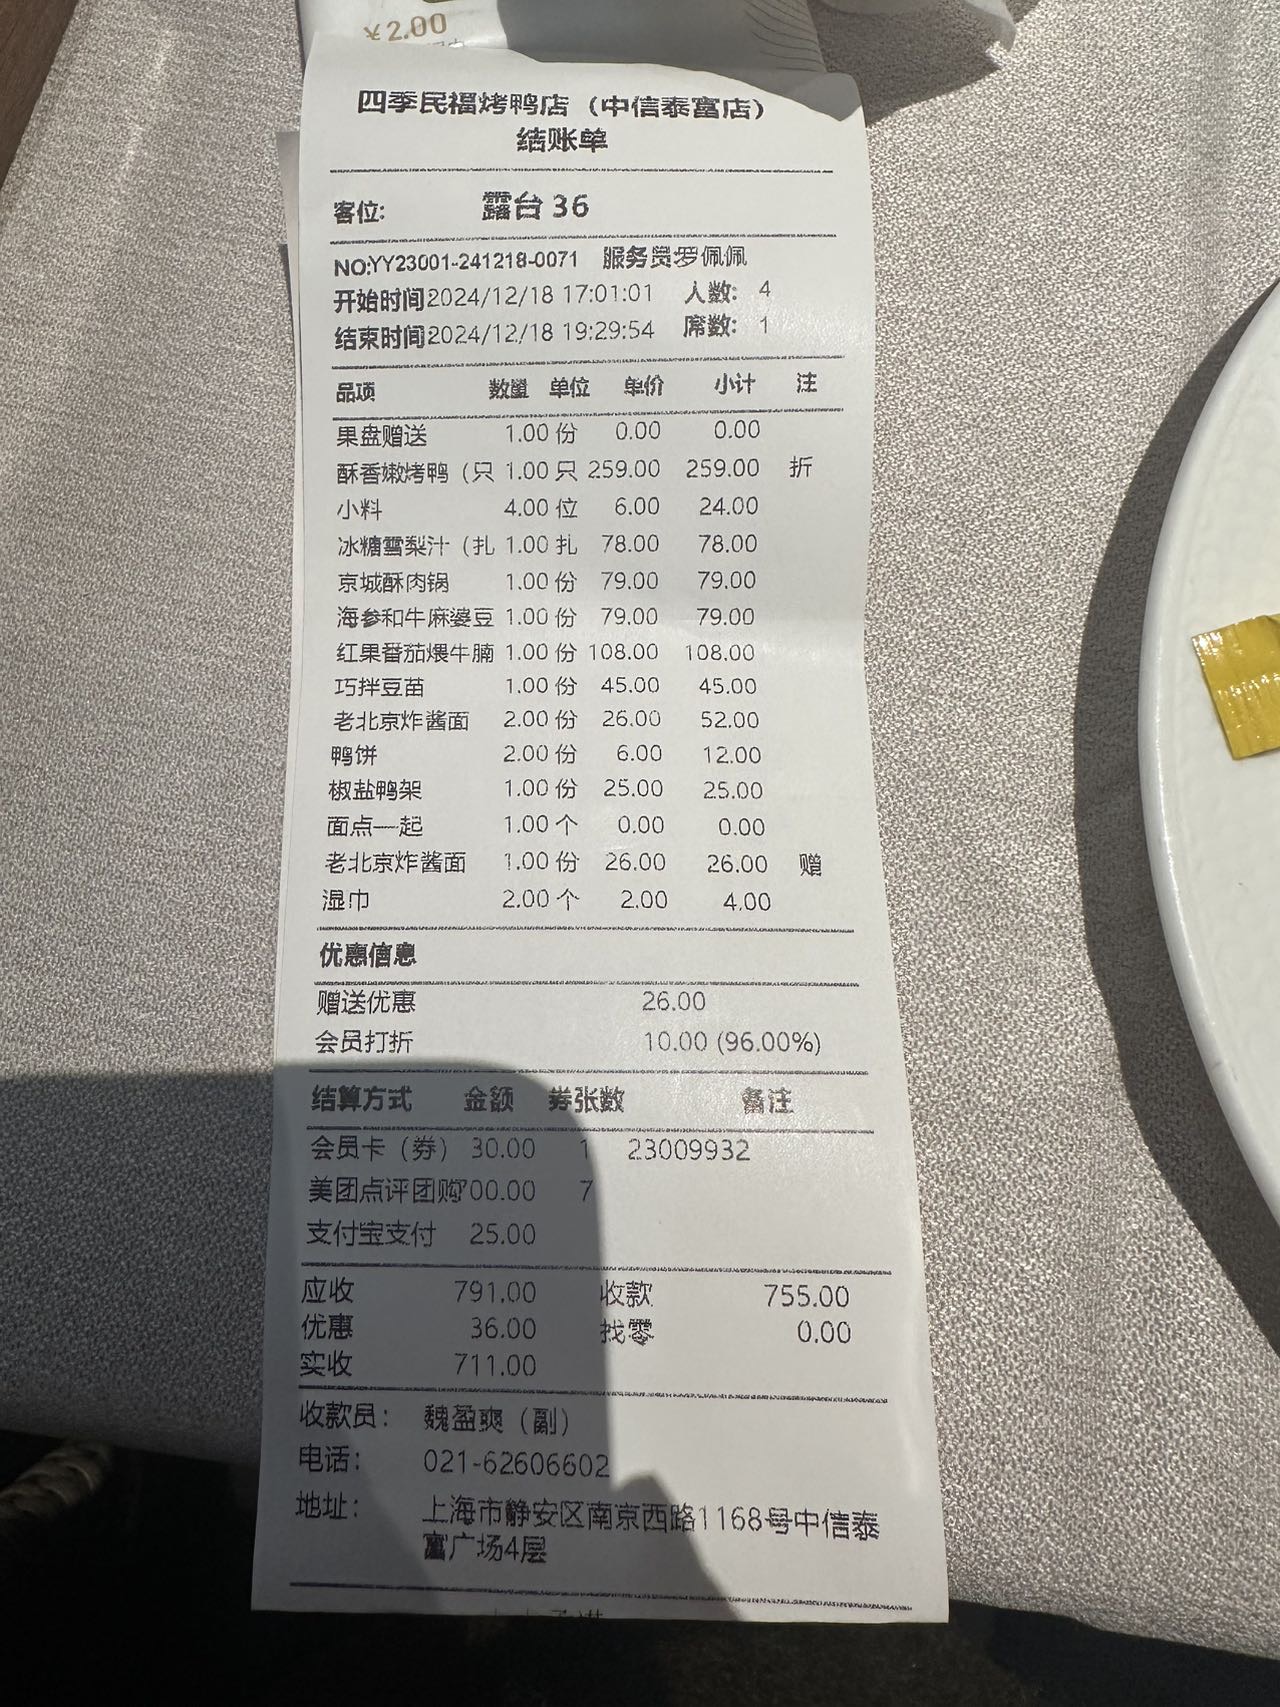 ¥2.00
四季民福烤鸭店（中信泰富店）
结账单
客位: 露台 36
NO:YY23001-241218-0071 服务员罗佩佩
开始时间2024/12/18 17:01:01 人数: 4
结束时间2024/12/18 19:29:54 席数: 1
品项 数量 单位 单价 小计 注
果盘赠送 1.00 份 0.00 0.00
酥香嫩烤鸭（只 1.00 只 259.00 259.00 折
小料 4.00 位 6.00 24.00
冰糖雪梨汁（扎 1.00 扎 78.00 78.00
京城酥肉锅 1.00 份 79.00 79.00
海参和牛麻婆豆 1.00 份 79.00 79.00
红果番茄煨牛腩 1.00 份 108.00 108.00
巧拌豆苗 1.00 份 45.00 45.00
老北京炸酱面 2.00 份 26.00 52.00
鸭饼 2.00 份 6.00 12.00
椒盐鸭架 1.00 份 25.00 25.00
面点一起 1.00 个 0.00 0.00
老北京炸酱面 1.00 份 26.00 26.00 赠
湿巾 2.00 个 2.00 4.00
优惠信息
赠送优惠 26.00
会员打折 10.00 (96.00%)
结算方式 金额 券张数 备注
会员卡（券） 30.00 1 23009932
美团点评团购700.00 7
支付宝支付 25.00
应收 791.00 收款 755.00
优惠 36.00 找零 0.00
实收 711.00
收款员: 魏盈爽（副）
电话: 021-62606602
地址: 上海市静安区南京西路1168号中信泰
富广场4层